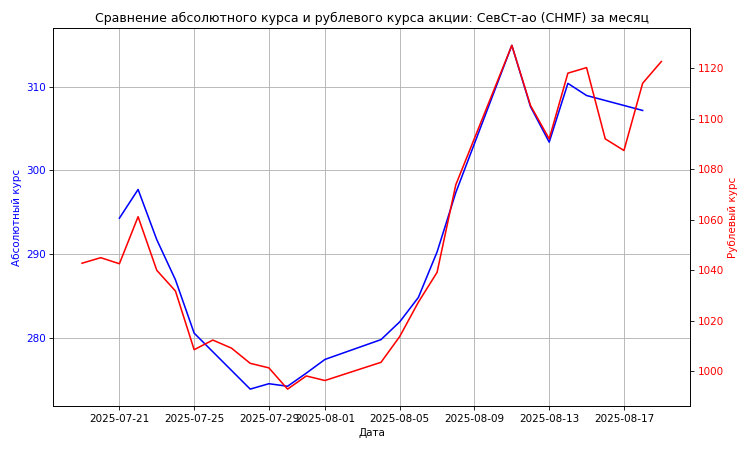 Сравнение абсолютного курса и рублевого курса акции: СевСт-ао (CHMF) за месяц
Абсолютный курс
310
300
290
280
1120
1100
1080
1060
1040
1020
1000
Рублевый курс
2025-07-21 2025-07-25 2025-07-29 2025-08-01 2025-08-05 2025-08-09 2025-08-13 2025-08-17
Дата